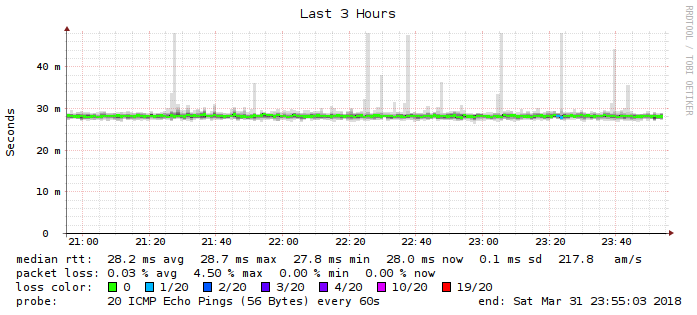 Last 3 Hours
RRDTOOL / TOBI OETIKER
Seconds
40 m
30 m
20 m
10 m
0
21:00 21:20 21:40 22:00 22:20 22:40 23:00 23:20 23:40
median rtt: 28.2 ms avg 28.7 ms max 27.8 ms min 28.0 ms now 0.1 ms sd 217.8 am/s
packet loss: 0.03 % avg 4.50 % max 0.00 % min 0.00 % now
loss color: 0 1/20 2/20 3/20 4/20 10/20 19/20
probe: 20 ICMP Echo Pings (56 Bytes) every 60s end: Sat Mar 31 23:55:03 2018